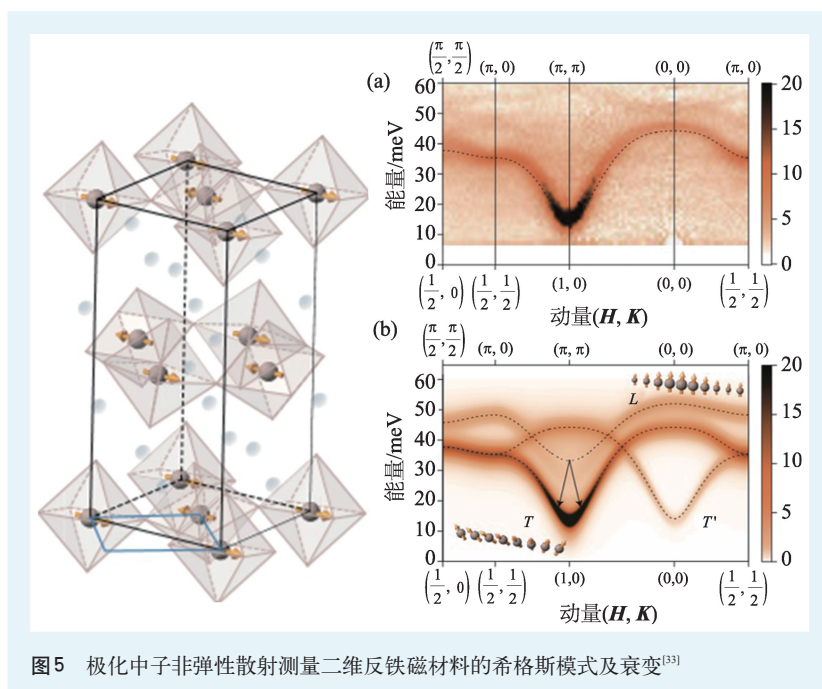 (a)
(π/2, π/2) (π, 0) (π, π) (0, 0) (π, 0)
能量/meV
60
50
40
30
20
10
0
20
15
10
5
0
(1/2, 0) (1/2, 1/2) (1, 0) (0, 0) (1/2, 1/2)
动量(H, K)
(b)
(π/2, π/2) (π, 0) (π, π) (0, 0) (π, 0)
能量/meV
60
50
40
30
20
10
0
L
T
T'
20
15
10
5
0
(1/2, 0) (1/2, 1/2) (1,0) (0,0) (1/2, 1/2)
动量(H, K)
图5 极化中子非弹性散射测量二维反铁磁材料的希格斯模式及衰变[33]